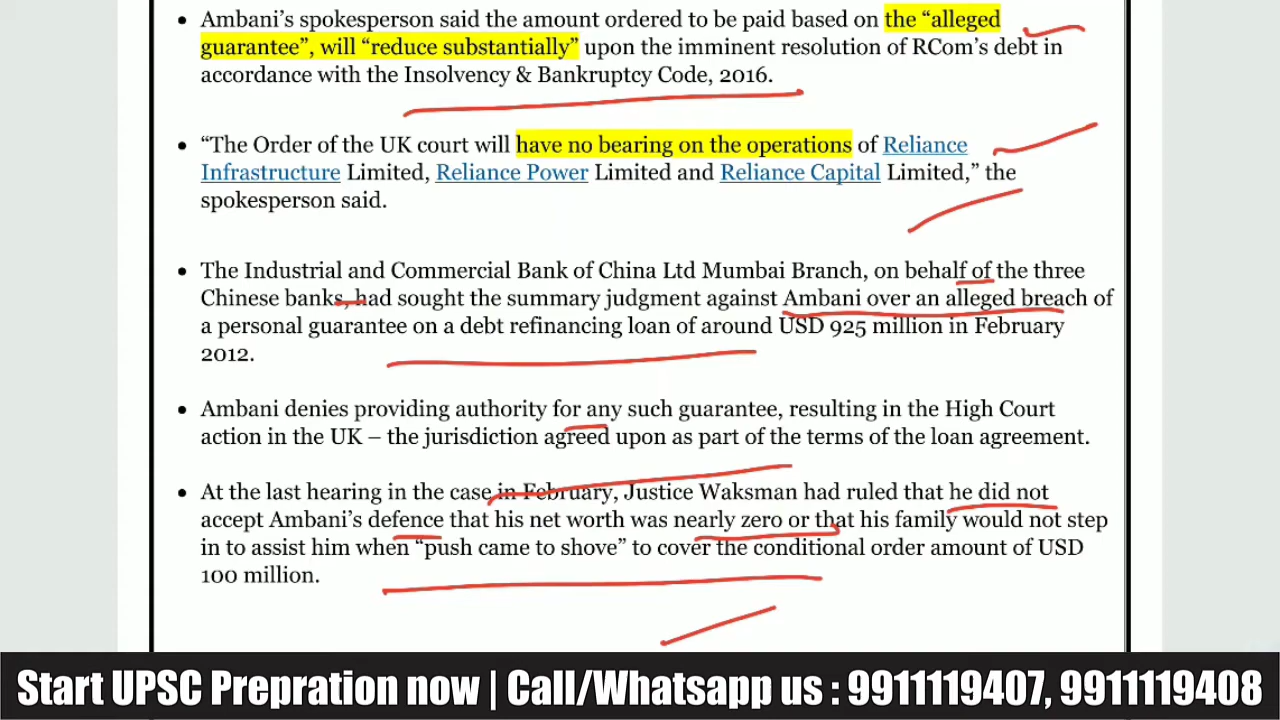 • Ambani’s spokesperson said the amount ordered to be paid based on the “alleged
guarantee”, will “reduce substantially” upon the imminent resolution of RCom’s debt in
accordance with the Insolvency & Bankruptcy Code, 2016.
• “The Order of the UK court will have no bearing on the operations of Reliance
Infrastructure Limited, Reliance Power Limited and Reliance Capital Limited,” the
spokesperson said.
• The Industrial and Commercial Bank of China Ltd Mumbai Branch, on behalf of the three
Chinese banks, had sought the summary judgment against Ambani over an alleged breach of
a personal guarantee on a debt refinancing loan of around USD 925 million in February
2012.
• Ambani denies providing authority for any such guarantee, resulting in the High Court
action in the UK – the jurisdiction agreed upon as part of the terms of the loan agreement.
• At the last hearing in the case in February, Justice Waksman had ruled that he did not
accept Ambani’s defence that his net worth was nearly zero or that his family would not step
in to assist him when “push came to shove” to cover the conditional order amount of USD
100 million.
Start UPSC Prepration now | Call/Whatsapp us : 9911119407, 9911119408